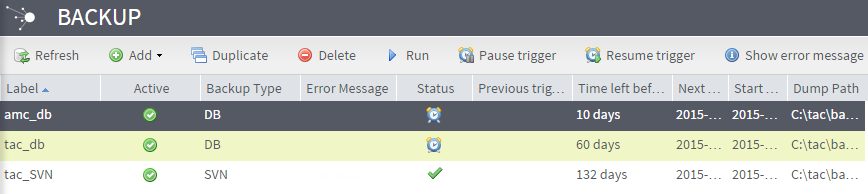 BACKUP
Refresh Add Duplicate Delete Run Pause trigger Resume trigger Show error message
Label Active Backup Type Error Message Status Previous trig... Time left bef... Next ... Start ... Dump Path
amc_db DB 10 days 2015-... 2015-... C:\tac\ba...
tac_db DB 60 days 2015-... 2015-... C:\tac\ba...
tac_SVN SVN 132 days 2015-... 2015-... C:\tac\ba...